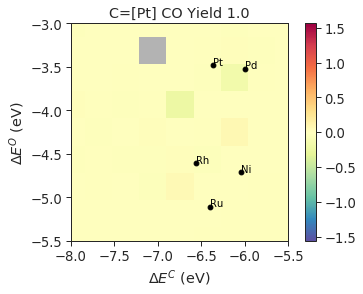 C=[Pt] CO Yield 1.0
−3.0
−3.5
−4.0
−4.5
−5.0
−5.5
ΔE^O (eV)
Pt
Pd
Rh
Ni
Ru
−8.0 −7.5 −7.0 −6.5 −6.0 −5.5
ΔE^C (eV)
1.5
1.0
0.5
0.0
−0.5
−1.0
−1.5